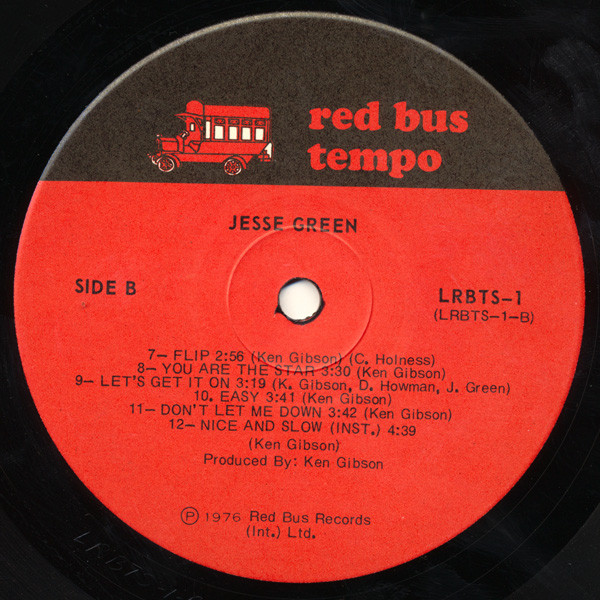 red bus
tempo
JESSE GREEN
SIDE B
LRBTS-1
(LRBTS-1-B)
7– FLIP 2:56 (Ken Gibson) (C. Holness)
8– YOU ARE THE STAR 3:30 (Ken Gibson)
9– LET'S GET IT ON 3:19 (K. Gibson, D. Howman, J. Green)
10. EASY 3:41 (Ken Gibson)
11– DON'T LET ME DOWN 3:42 (Ken Gibson)
12– NICE AND SLOW (INST.) 4:39
(Ken Gibson)
Produced By: Ken Gibson
Ⓟ 1976 Red Bus Records
(Int.) Ltd.